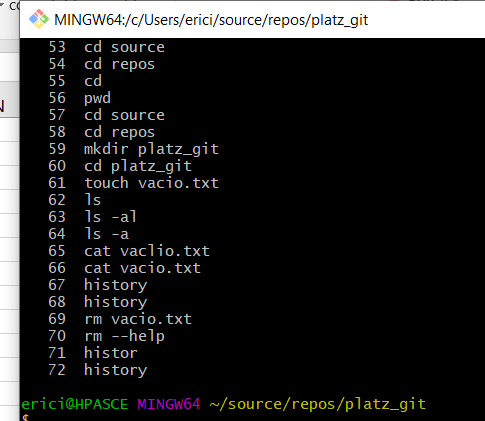 MINGW64:/c/Users/erici/source/repos/platz_git
53 cd source
54 cd repos
55 cd
56 pwd
57 cd source
58 cd repos
59 mkdir platz_git
60 cd platz_git
61 touch vacio.txt
62 ls
63 ls -al
64 ls -a
65 cat vaclio.txt
66 cat vacio.txt
67 history
68 history
69 rm vacio.txt
70 rm --help
71 histor
72 history
erici@HPASCE MINGW64 ~/source/repos/platz_git
$